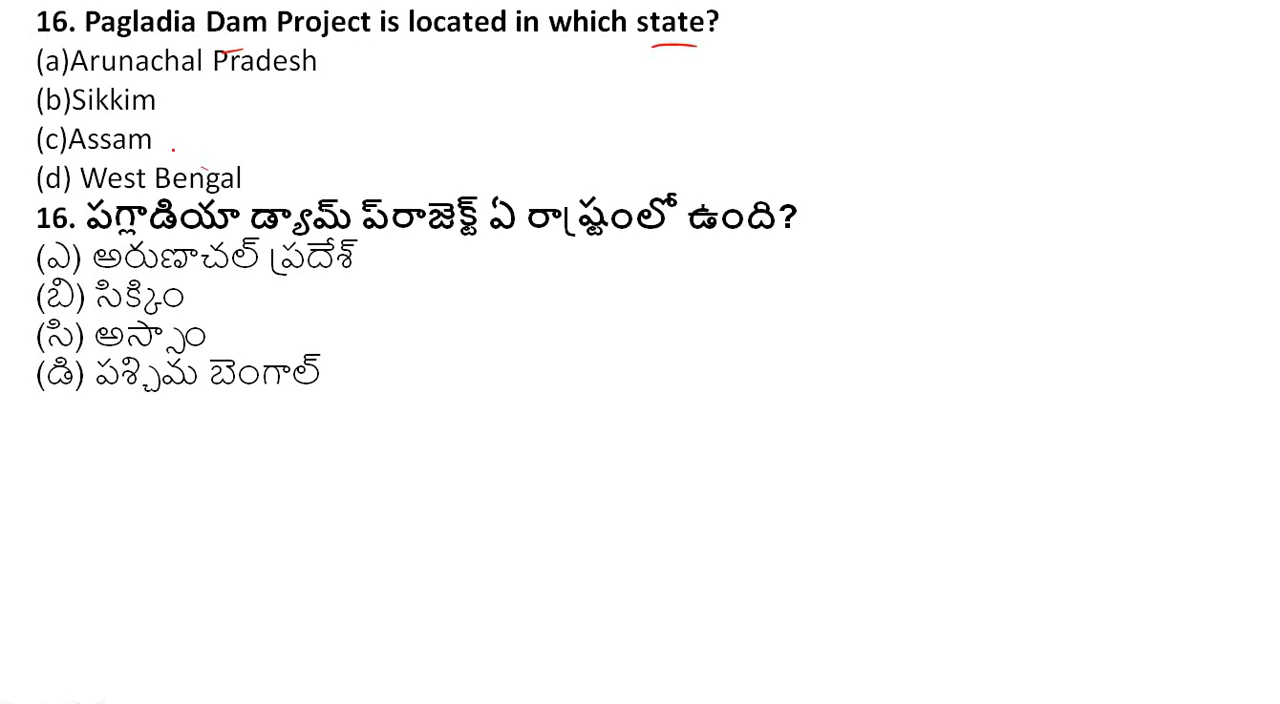 16. Pagladia Dam Project is located in which state?
(a)Arunachal Pradesh
(b)Sikkim
(c)Assam
(d) West Bengal
16. పగ్లాడియా డ్యామ్ ప్‌రాజెక్ట్ ఏ రాష్ట్రంలో ఉంది?
(ఎ) అరుణాచల్ ప్రదేశ్
(బి) సిక్కిం
(సి) అస్సాం
(డి) పశ్చిమ బెంగాల్